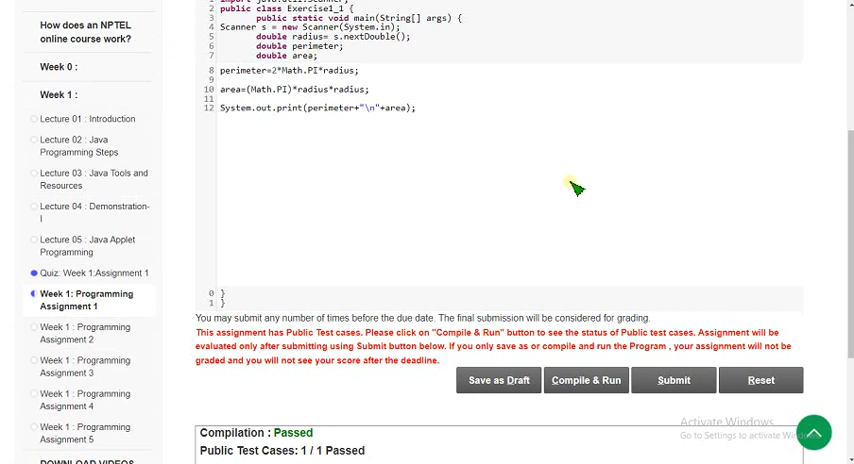 How does an NPTEL
online course work?
Week 0 :
Week 1 :
Lecture 01 : Introduction
Lecture 02 : Java
Programming Steps
Lecture 03 : Java Tools and
Resources
Lecture 04 : Demonstration-
I
Lecture 05 : Java Applet
Programming
Quiz: Week 1:Assignment 1
Week 1: Programming
Assignment 1
Week 1 : Programming
Assignment 2
Week 1 : Programming
Assignment 3
Week 1 : Programming
Assignment 4
Week 1 : Programming
Assignment 5
DOWNLOAD VIDEOS
2 public class Exercise1_1 {
3 public static void main(String[] args) {
4 Scanner s = new Scanner(System.in);
5 double radius= s.nextDouble();
6 double perimeter;
7 double area;
8 perimeter=2*Math.PI*radius;
9
10 area=(Math.PI)*radius*radius;
11
12 System.out.print(perimeter+"\n"+area);
0 }
1 }
You may submit any number of times before the due date. The final submission will be considered for grading.
This assignment has Public Test cases. Please click on "Compile & Run" button to see the status of Public test cases. Assignment will be
evaluated only after submitting using Submit button below. If you only save as or compile and run the Program , your assignment will not be
graded and you will not see your score after the deadline.
Save as Draft Compile & Run Submit Reset
Activate Windows
Go to Settings to activate Windows.
Compilation : Passed
Public Test Cases: 1 / 1 Passed